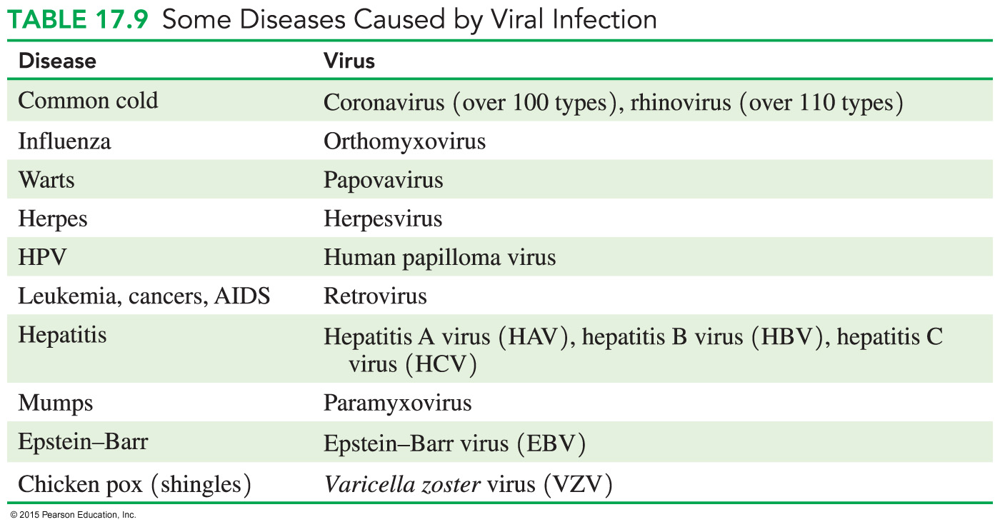 TABLE 17.9 Some Diseases Caused by Viral Infection
Disease Virus
Common cold Coronavirus (over 100 types), rhinovirus (over 110 types)
Influenza Orthomyxovirus
Warts Papovavirus
Herpes Herpesvirus
HPV Human papilloma virus
Leukemia, cancers, AIDS Retrovirus
Hepatitis Hepatitis A virus (HAV), hepatitis B virus (HBV), hepatitis C
virus (HCV)
Mumps Paramyxovirus
Epstein–Barr Epstein–Barr virus (EBV)
Chicken pox (shingles) Varicella zoster virus (VZV)
© 2015 Pearson Education, Inc.